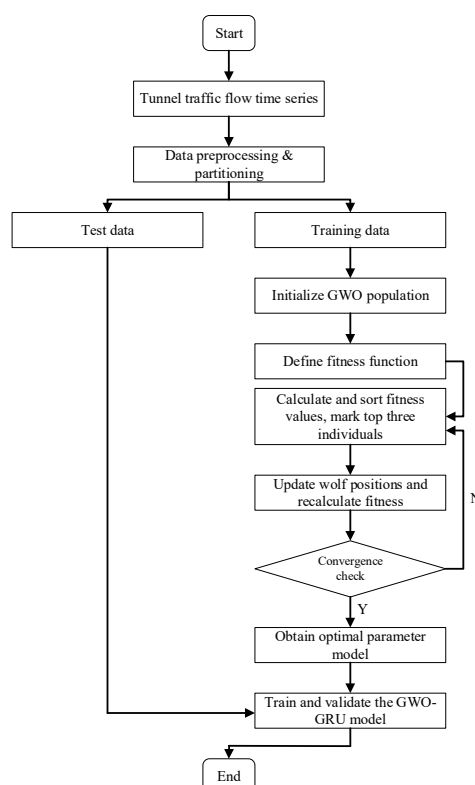 Start
Tunnel traffic flow time series
Data preprocessing &
partitioning
Test data
Training data
Initialize GWO population
Define fitness function
Calculate and sort fitness
values, mark top three
individuals
Update wolf positions and
recalculate fitness
N
Convergence
check
Y
Obtain optimal parameter
model
Train and validate the GWO-
GRU model
End